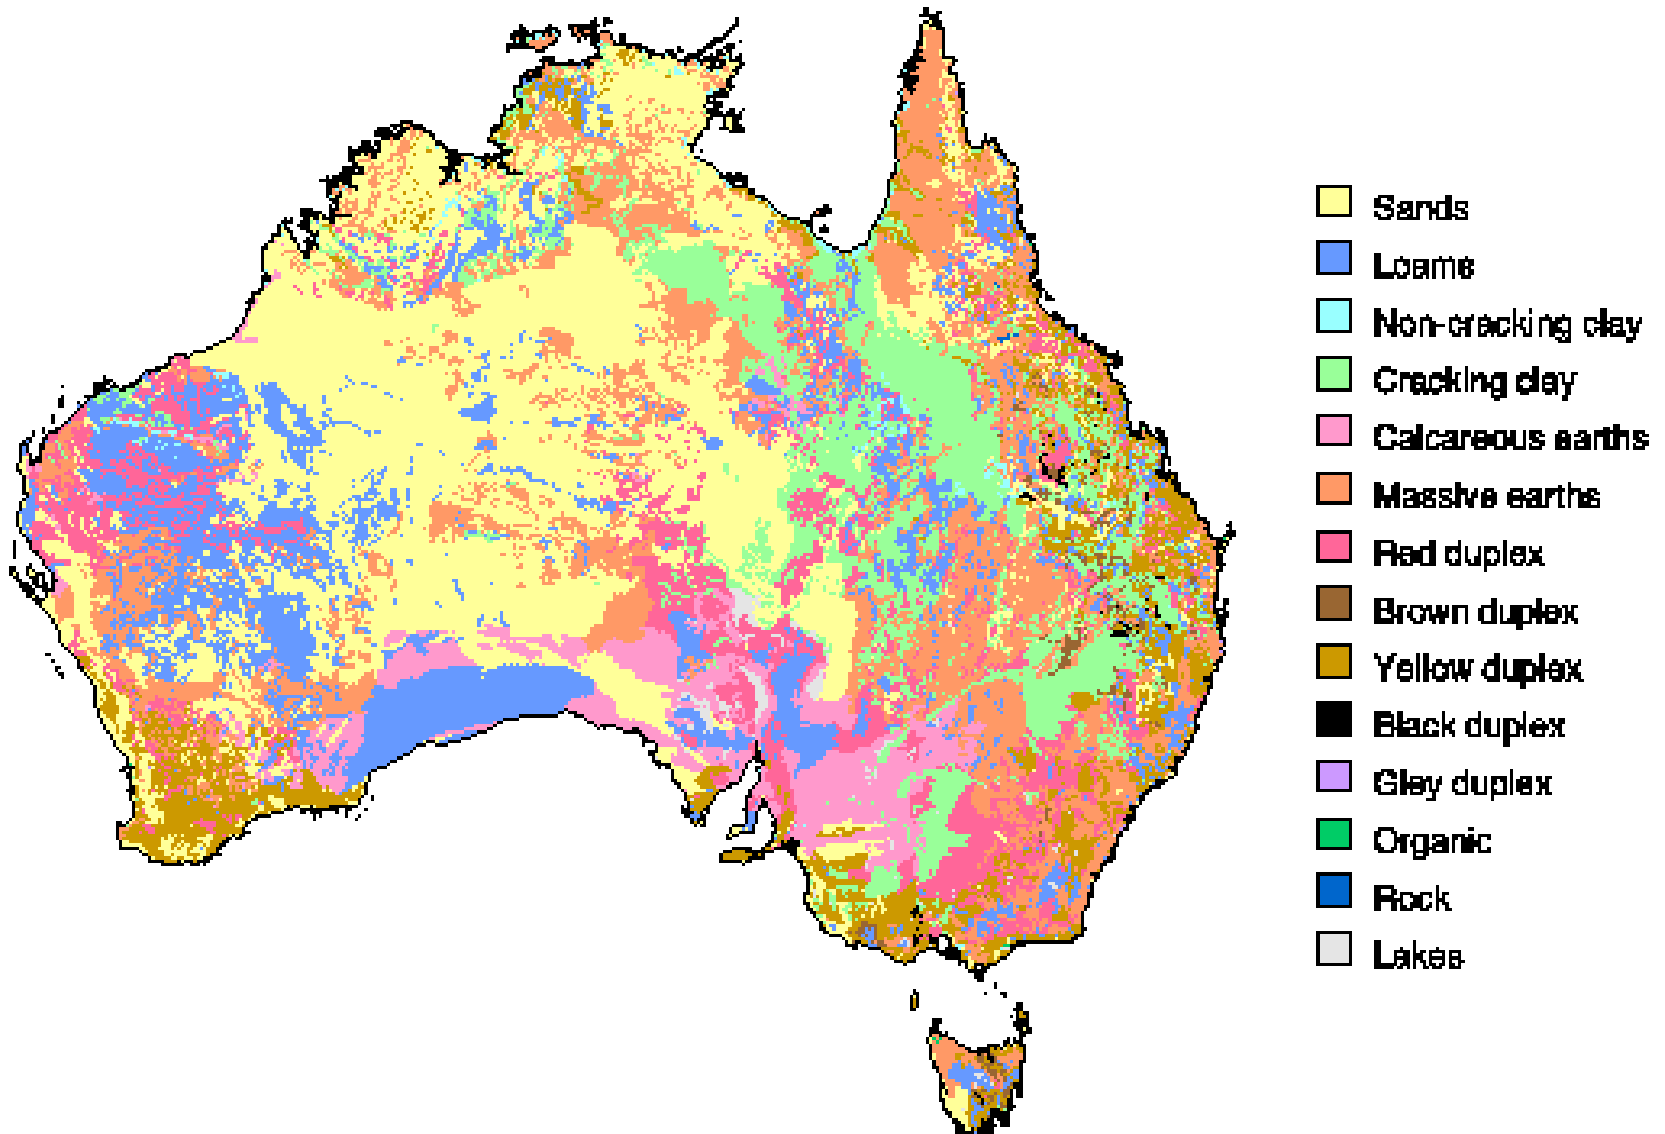 Sands
Loams
Non-cracking clay
Cracking clay
Calcareous earths
Massive earths
Red duplex
Brown duplex
Yellow duplex
Black duplex
Gley duplex
Organic
Rock
Lakes